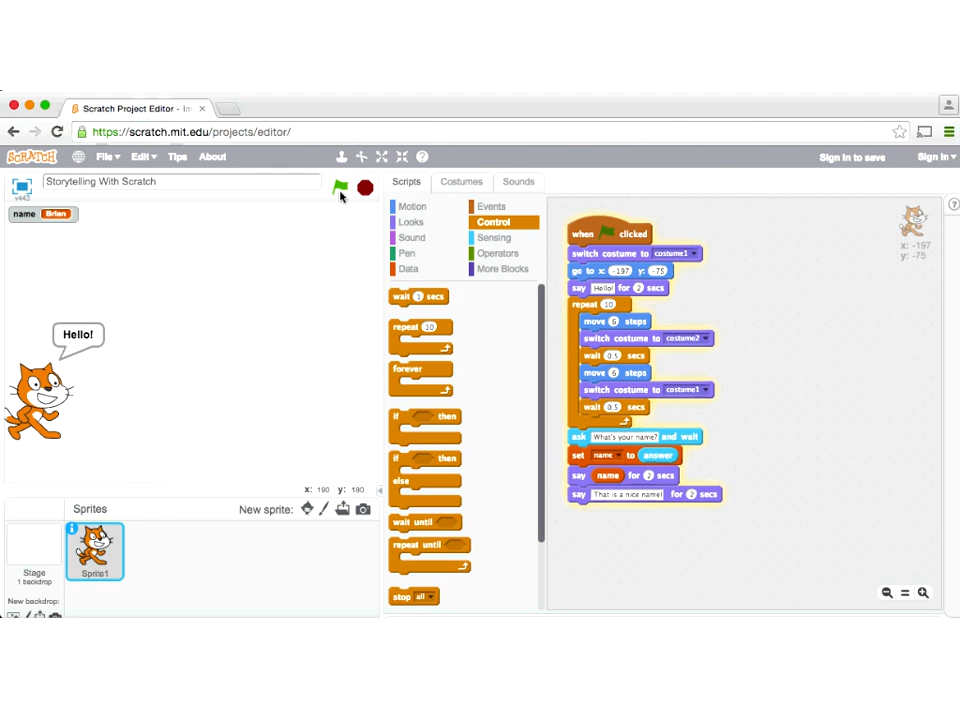 Scratch Project Editor - Im
https://scratch.mit.edu/projects/editor/
SCRATCH File Edit Tips About Sign in to save Sign in
v443 Storytelling With Scratch
name Brian
Hello!
x: 190 y: 180
Sprites New sprite:
Sprite1
Stage
1 backdrop
New backdrop:
Scripts Costumes Sounds
Motion Events
Looks Control
Sound Sensing
Pen Operators
Data More Blocks
wait 1 secs
repeat 10
forever
if then
if then
else
wait until
repeat until
stop all
when clicked
switch costume to costume1
go to x: -197 y: -75
say Hello! for 2 secs
repeat 10
move 6 steps
switch costume to costume2
wait 0.5 secs
move 6 steps
switch costume to costume1
wait 0.5 secs
ask What's your name? and wait
set name to answer
say name for 2 secs
say That is a nice name! for 2 secs
x: -197
y: -75